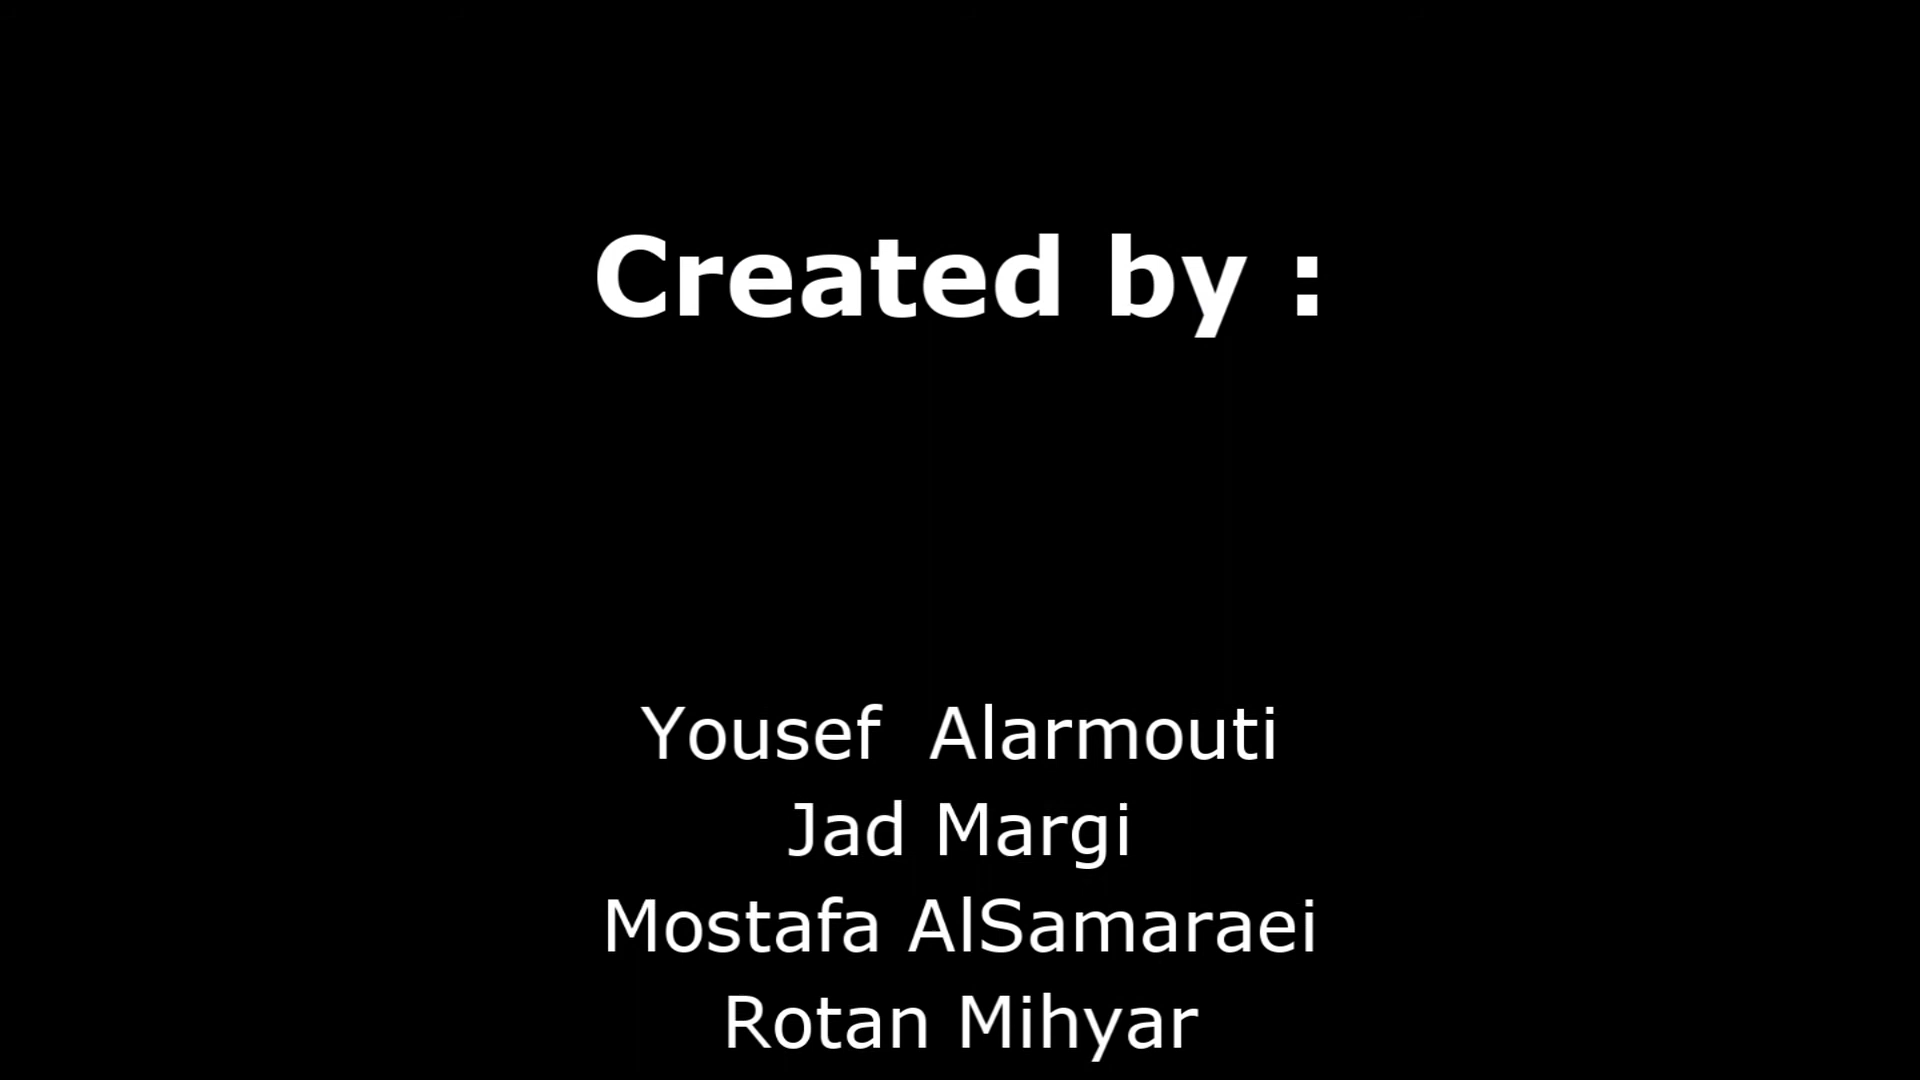 Created by :
Yousef  Alarmouti
Jad Margi
Mostafa AlSamaraei
Rotan Mihyar